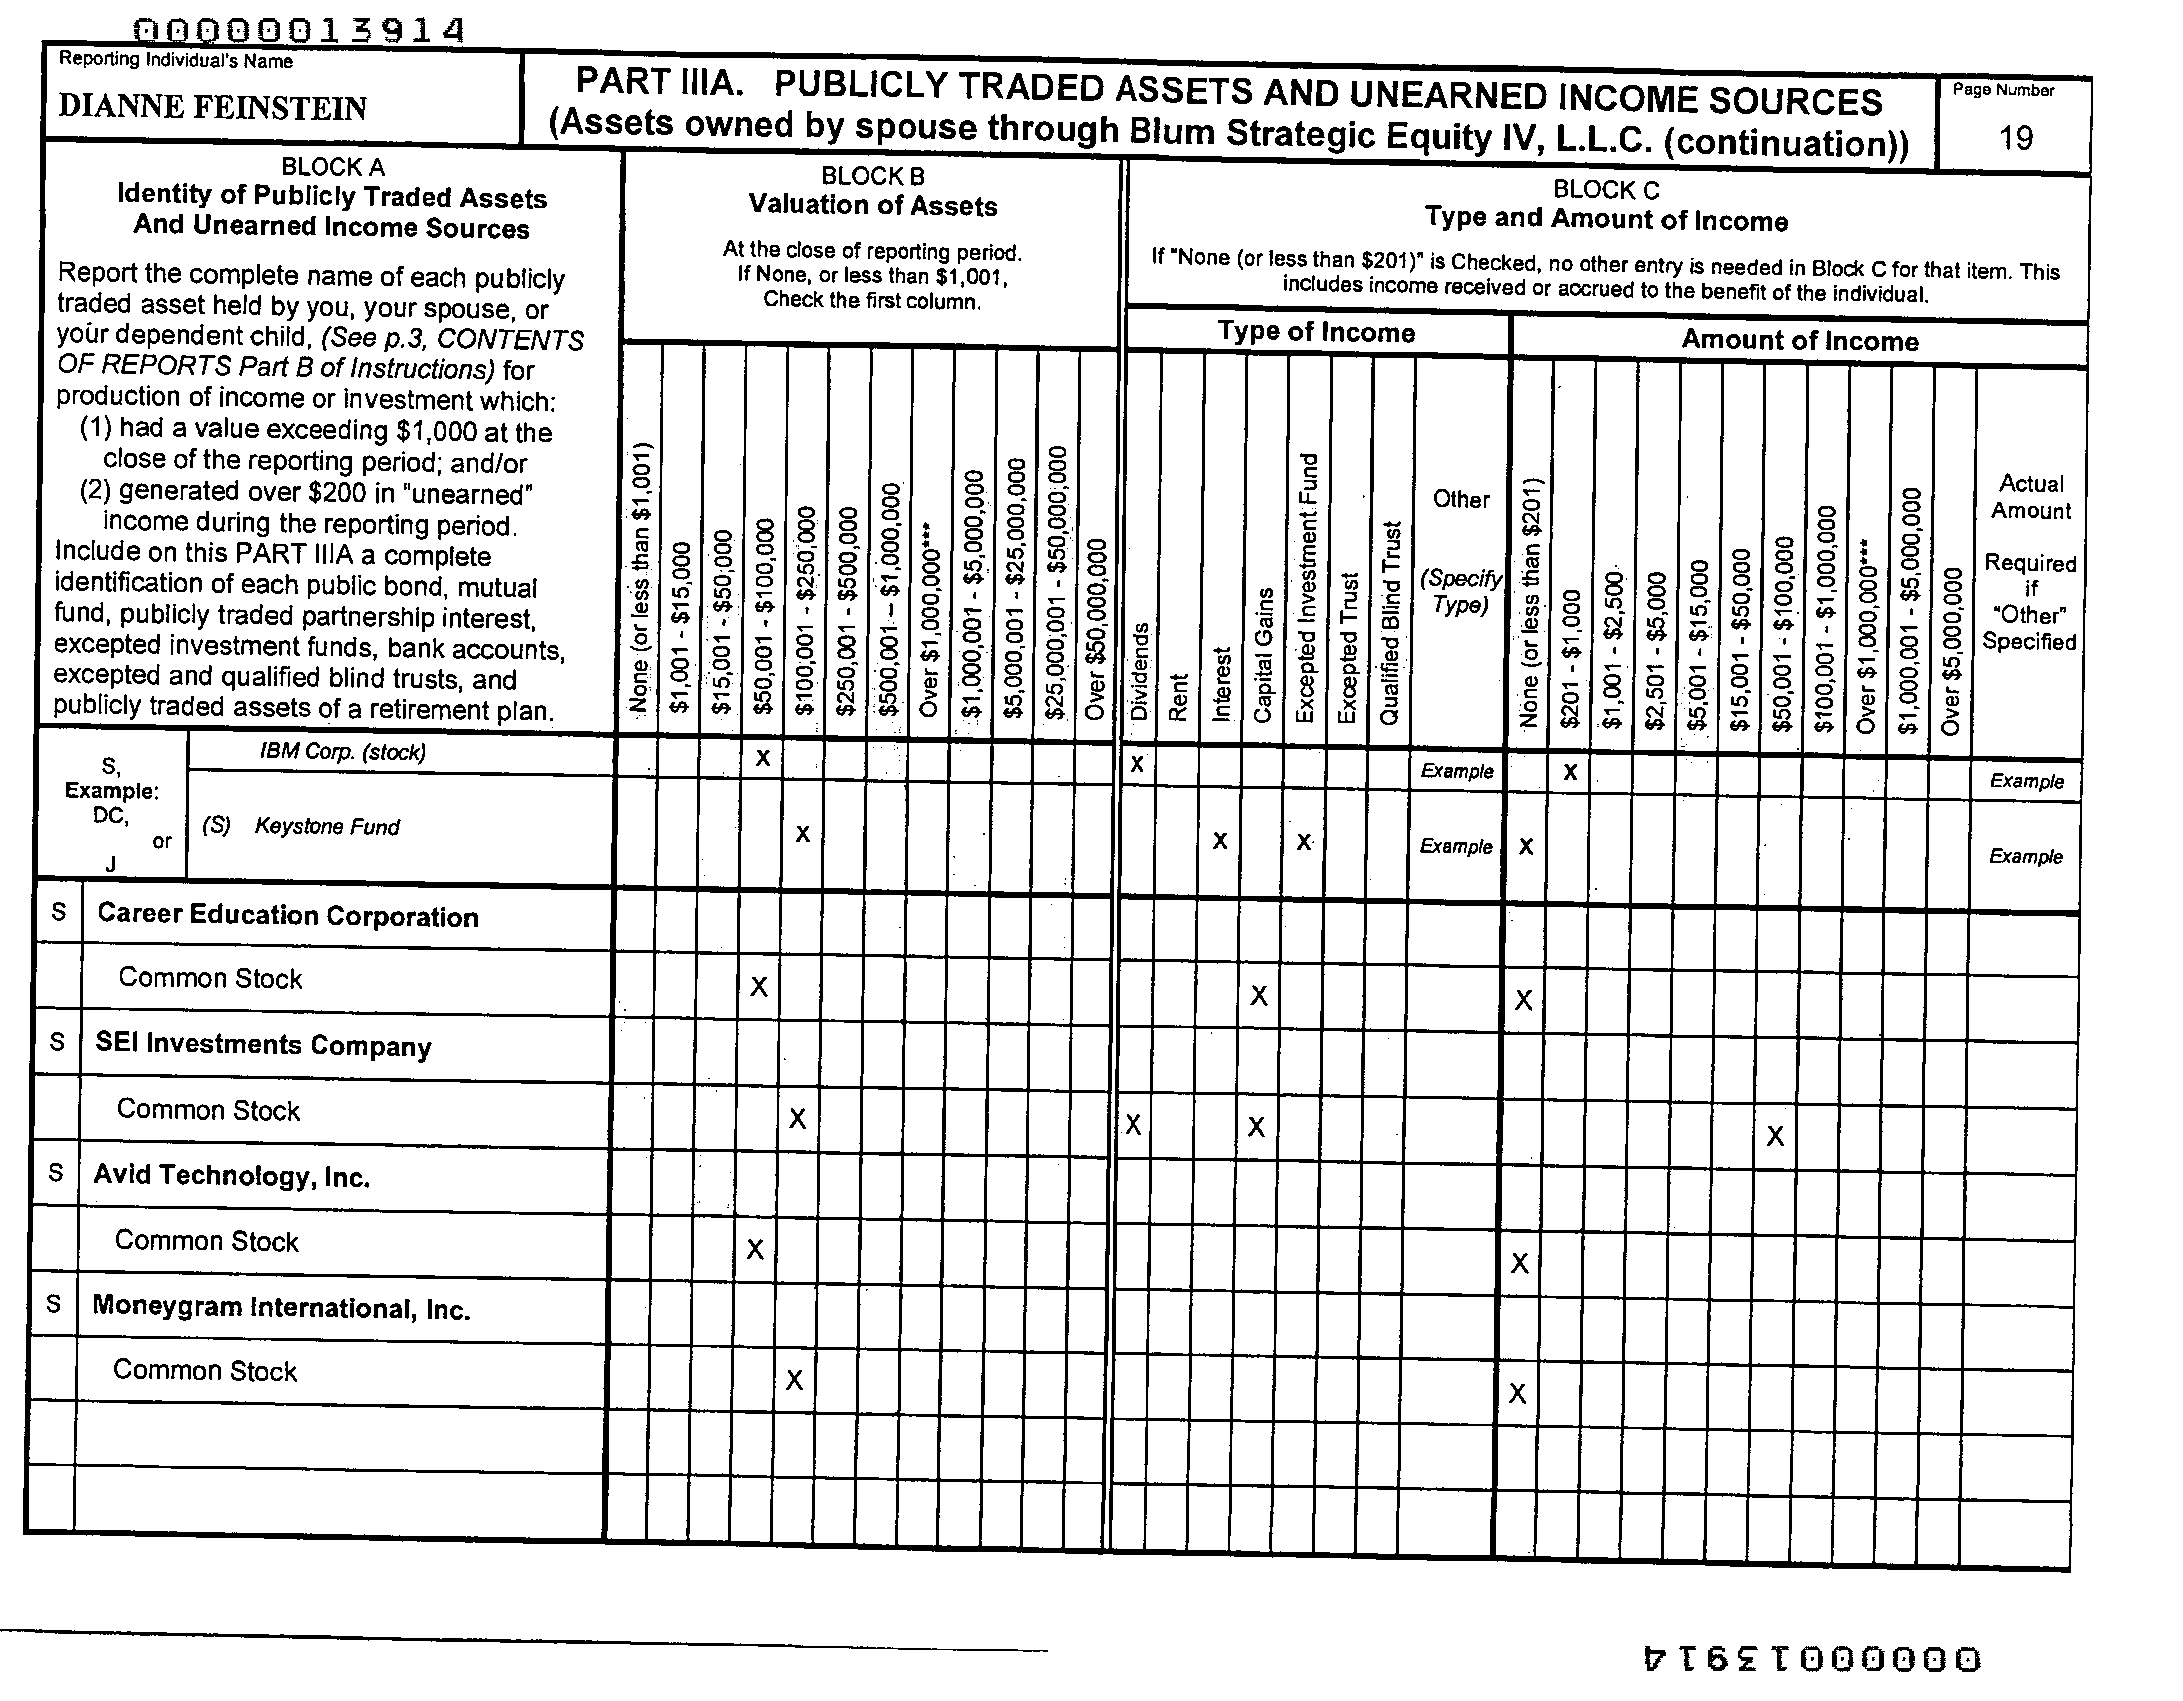 00000013914
Reporting Individual's Name
DIANNE FEINSTEIN
PART IIIA. PUBLICLY TRADED ASSETS AND UNEARNED INCOME SOURCES
(Assets owned by spouse through Blum Strategic Equity IV, L.L.C. (continuation))
Page Number
19
BLOCK A
Identity of Publicly Traded Assets
And Unearned Income Sources
Report the complete name of each publicly
traded asset held by you, your spouse, or
your dependent child, (See p.3, CONTENTS
OF REPORTS Part B of Instructions) for
production of income or investment which:
(1) had a value exceeding $1,000 at the
close of the reporting period; and/or
(2) generated over $200 in "unearned"
income during the reporting period.
Include on this PART IIIA a complete
identification of each public bond, mutual
fund, publicly traded partnership interest,
excepted investment funds, bank accounts,
excepted and qualified blind trusts, and
publicly traded assets of a retirement plan.
BLOCK B
Valuation of Assets
At the close of reporting period.
If None, or less than $1,001,
Check the first column.
None (or less than $1,001)
$1,001 - $15,000
$15,001 - $50,000
$50,001 - $100,000
$100,001 - $250,000
$250,001 - $500,000
$500,001 - $1,000,000
Over $1,000,000***
$1,000,001 - $5,000,000
$5,000,001 - $25,000,000
$25,000,001 - $50,000,000
Over $50,000,000
BLOCK C
Type and Amount of Income
If "None (or less than $201)" is Checked, no other entry is needed in Block C for that item. This
includes income received or accrued to the benefit of the individual.
Type of Income
Dividends
Rent
Interest
Capital Gains
Excepted Investment Fund
Excepted Trust
Qualified Blind Trust
Other
(Specify
Type)
Amount of Income
None (or less than $201)
$201 - $1,000
$1,001 - $2,500
$2,501 - $5,000
$5,001 - $15,000
$15,001 - $50,000
$50,001 - $100,000
$100,001 - $1,000,000
Over $1,000,000***
$1,000,001 - $5,000,000
Over $5,000,000
Actual
Amount
Required
if
"Other"
Specified
S,
Example:
DC,
or
J
IBM Corp. (stock) X X Example X Example
(S) Keystone Fund X X X Example X Example
S Career Education Corporation
Common Stock X X X
S SEI Investments Company
Common Stock X X X X
S Avid Technology, Inc.
Common Stock X X
S Moneygram International, Inc.
Common Stock X X
00000013914